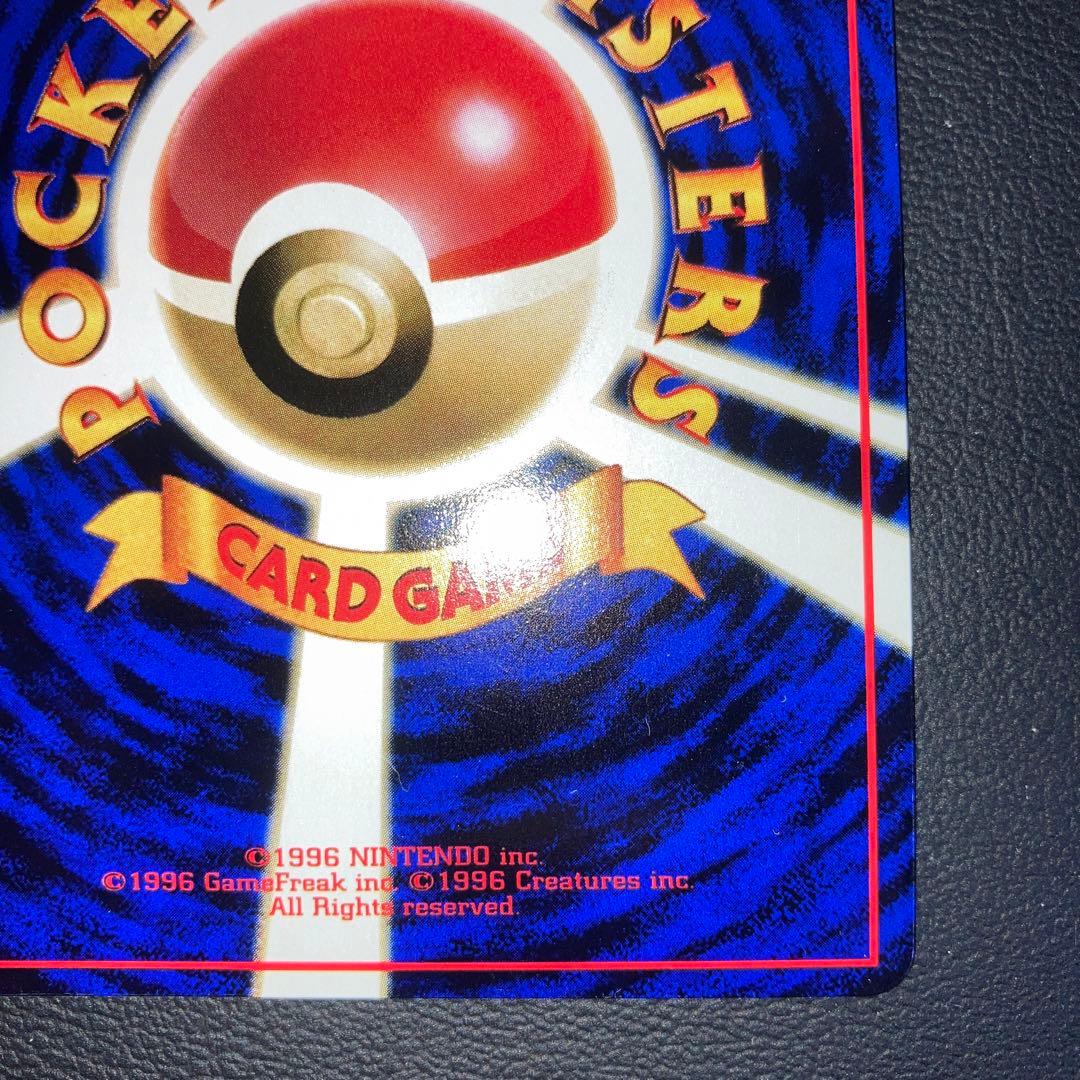 POCKE
STERS
CARD GA
©1996 NINTENDO inc.
©1996 GameFreak inc. ©1996 Creatures inc.
All Rights reserved.